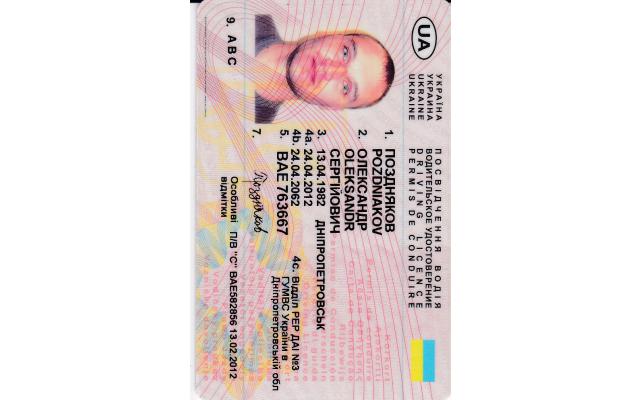 UA
УКРАЇНА
УКРАИНА
UKRAINE
UKRAINE
ПОСВІДЧЕННЯ ВОДІЯ
ВОДИТЕЛЬСКОЕ УДОСТОВЕРЕНИЕ
DRIVING LICENCE
PERMIS DE CONDUIRE
1. ПОЗДНЯКОВ
POZDNIAKOV
2. ОЛЕКСАНДР
OLEKSANDR
СЕРГІЙОВИЧ
3. 13.04.1982 ДНІПРОПЕТРОВСЬК
4a. 24.04.2012 4c. ВІДДІЛ РЕР ДАІ №3
4b. 24.04.2062 ГУМВС України в
5. ВАЕ 763667 Дніпропетровській обл
7. Поздняков
9. A B C
Особливі П/В "С" ВАЕ582856 13.02.2012
відмітки